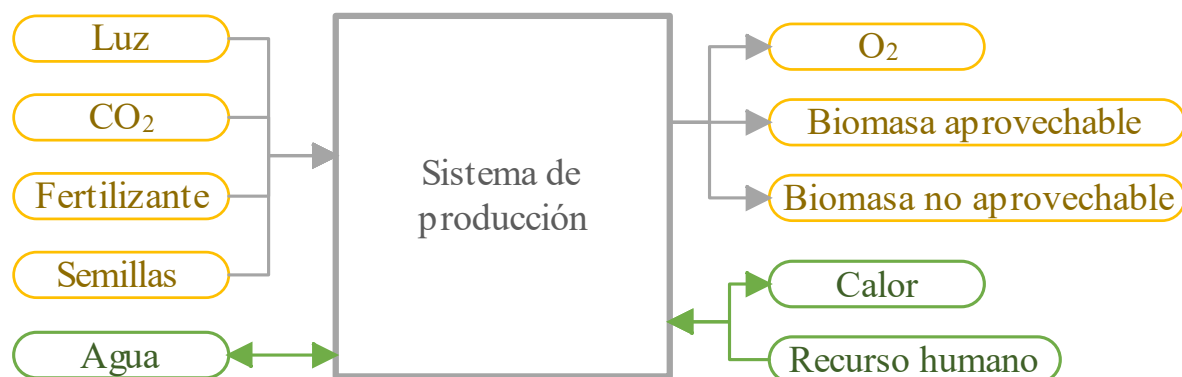 Luz
CO₂
Fertilizante
Semillas
Agua
Sistema de
producción
O₂
Biomasa aprovechable
Biomasa no aprovechable
Calor
Recurso humano